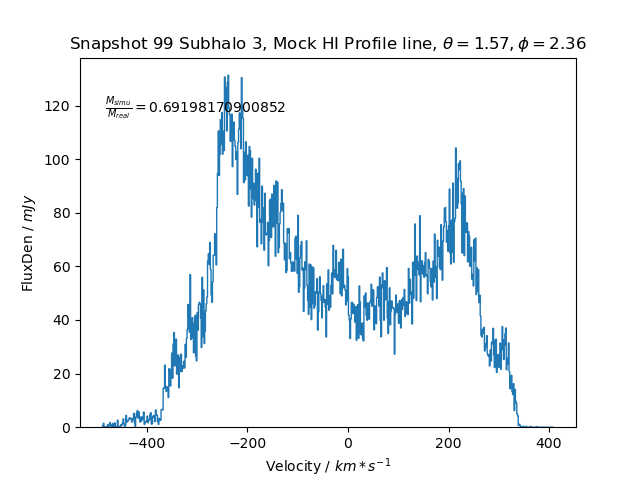 Snapshot 99 Subhalo 3, Mock HI Profile line, θ = 1.57, ϕ = 2.36
M_simu/M_real = 0.69198170900852
FluxDen / mJy
120
100
80
60
40
20
0
−400 −200 0 200 400
Velocity / km * s⁻¹